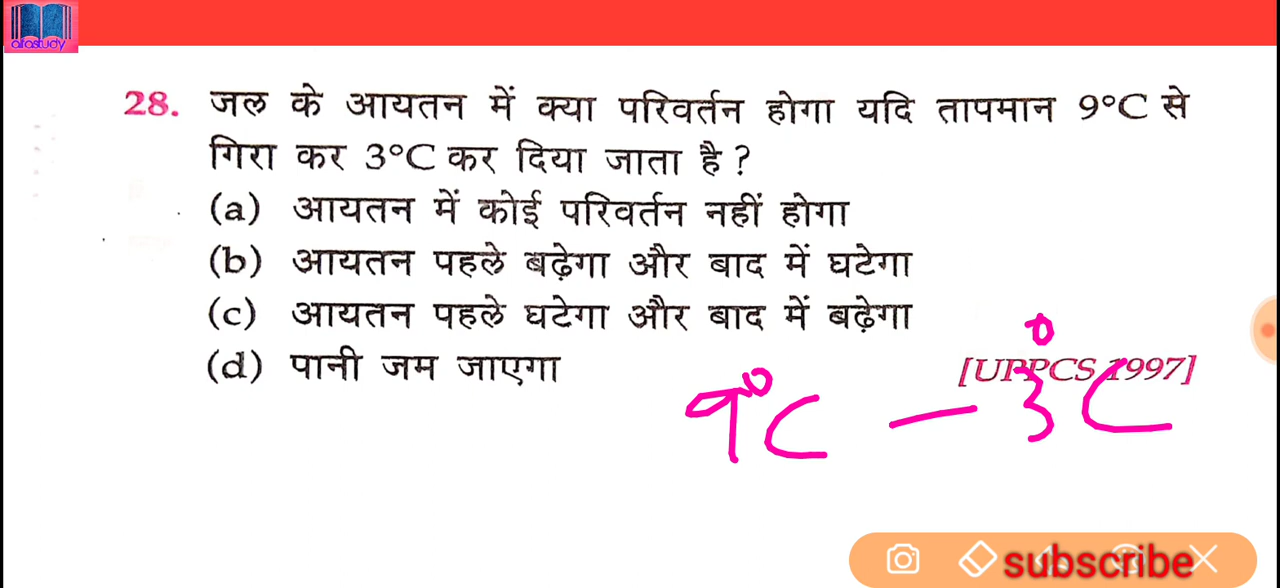 alfastudy
28. जल के आयतन में क्या परिवर्तन होगा यदि तापमान 9°C से
गिरा कर 3°C कर दिया जाता है ?
(a) आयतन में कोई परिवर्तन नहीं होगा
(b) आयतन पहले बढ़ेगा और बाद में घटेगा
(c) आयतन पहले घटेगा और बाद में बढ़ेगा
(d) पानी जम जाएगा [UPPCS 1997]
9°C — 3°C
subscribe